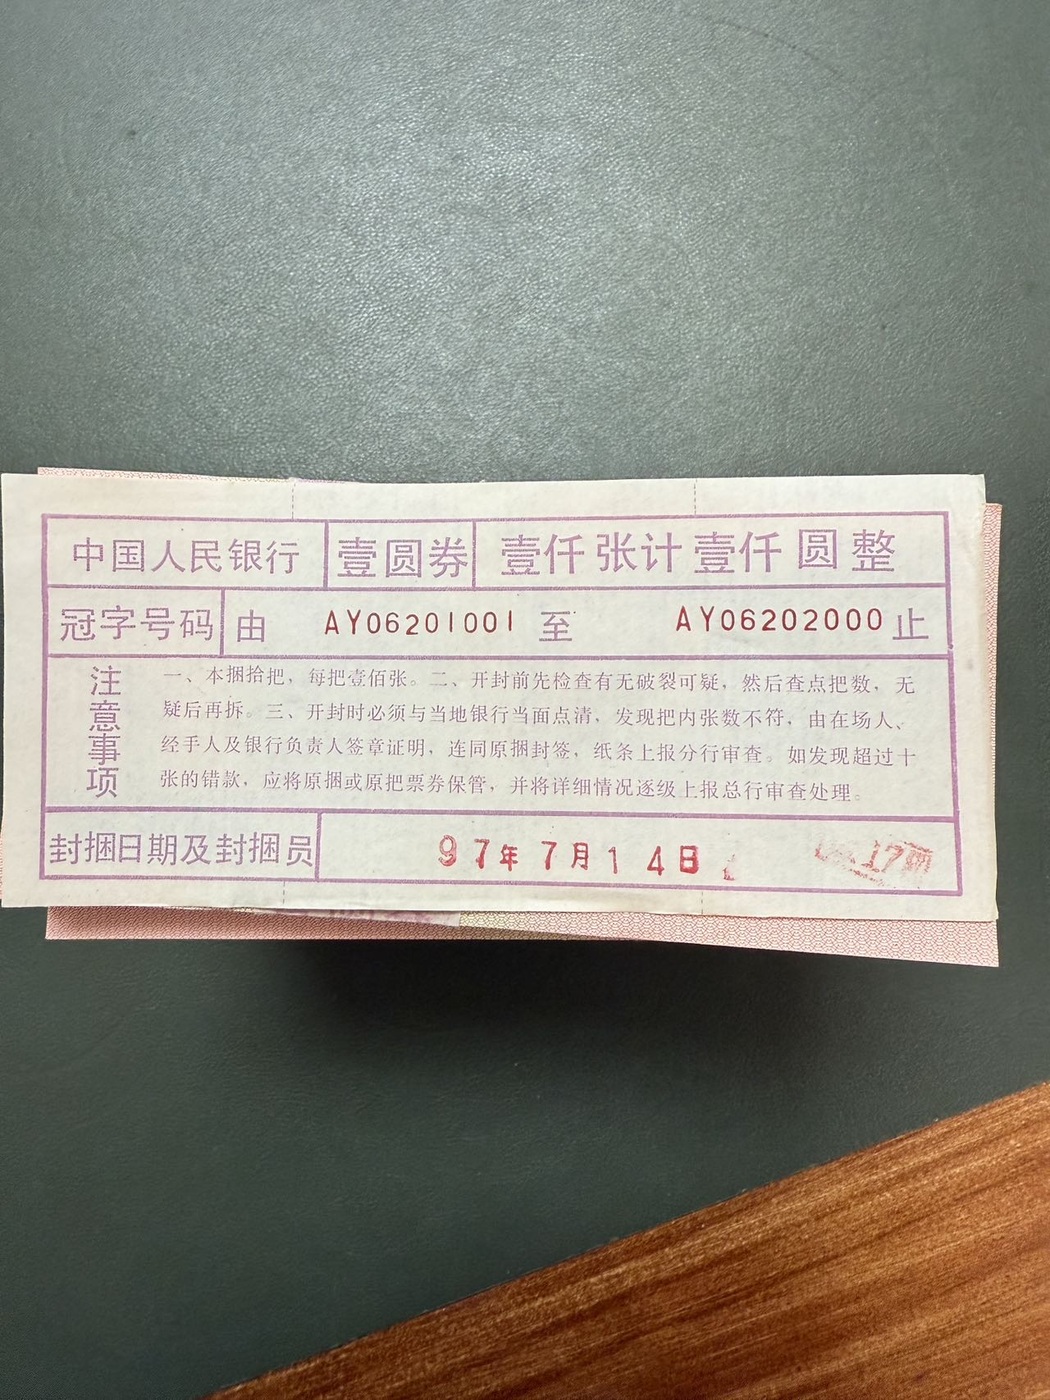 中国人民银行 壹圆券 壹仟张计壹仟圆整
冠字号码 由 AY06201001 至 AY06202000 止
注意事项
一、本捆拾把，每把壹佰张。二、开封前先检查有无破裂可疑，然后查点把数，无
疑后再拆。三、开封时必须与当地银行当面点清，发现把内张数不符，由在场人、
经手人及银行负责人签章证明，连同原捆封签，纸条上报分行审查。如发现超过十
张的错款，应将原捆或原把票券保管，并将详细情况逐级上报总行审查处理。
封捆日期及封捆员 97年7月14日